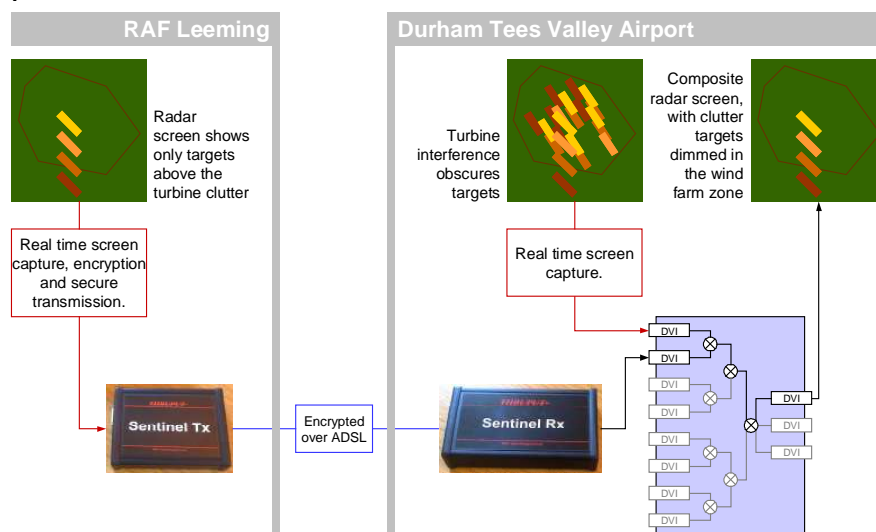 RAF Leeming
Durham Tees Valley Airport
Radar
screen shows
only targets
above the
turbine clutter
Turbine
interference
obscures
targets
Composite
radar screen,
with clutter
targets
dimmed in
the wind
farm zone
Real time screen
capture, encryption
and secure
transmission.
Real time screen
capture.
Sentinel Tx
Encrypted
over ADSL
Sentinel Rx
DVI
DVI
DVI
DVI
DVI
DVI
DVI
DVI
DVI
DVI
DVI